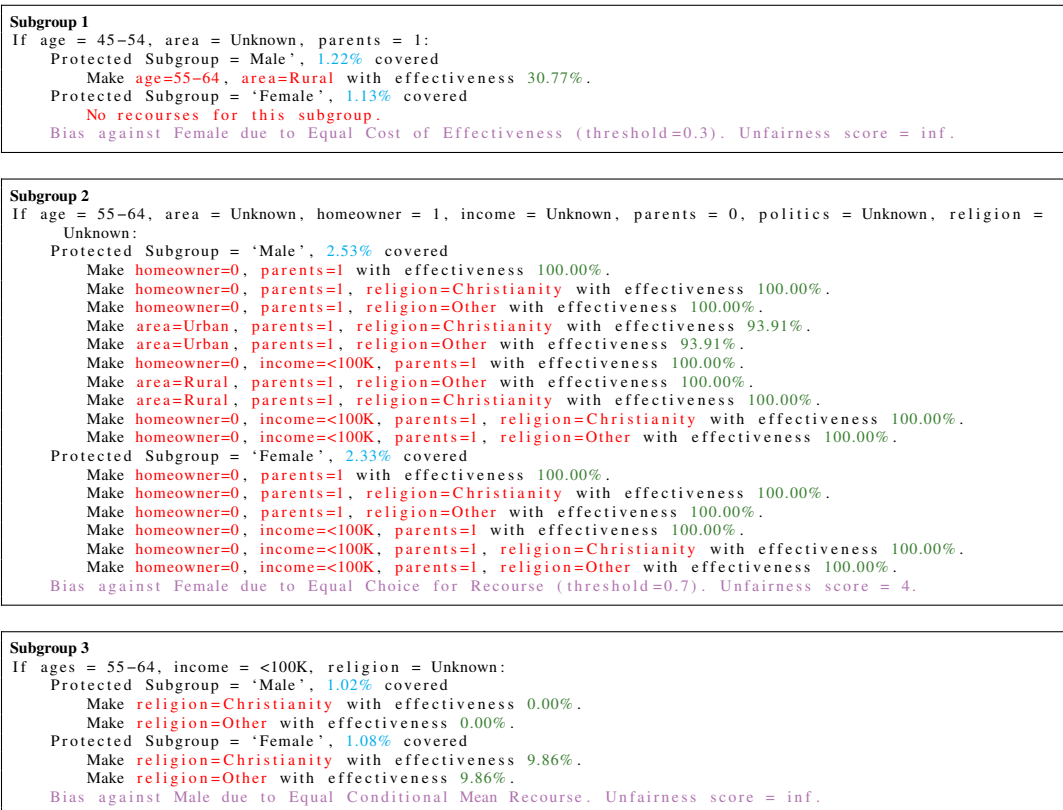 Subgroup 1
If age = 45−54, area = Unknown, parents = 1:
Protected Subgroup = Male’, 1.22% covered
Make age=55−64, area=Rural with effectiveness 30.77%.
Protected Subgroup = ‘Female’, 1.13% covered
No recourses for this subgroup.
Bias against Female due to Equal Cost of Effectiveness (threshold=0.3). Unfairness score = inf.
Subgroup 2
If age = 55−64, area = Unknown, homeowner = 1, income = Unknown, parents = 0, politics = Unknown, religion =
Unknown:
Protected Subgroup = ‘Male’, 2.53% covered
Make homeowner=0, parents=1 with effectiveness 100.00%.
Make homeowner=0, parents=1, religion=Christianity with effectiveness 100.00%.
Make homeowner=0, parents=1, religion=Other with effectiveness 100.00%.
Make area=Urban, parents=1, religion=Christianity with effectiveness 93.91%.
Make area=Urban, parents=1, religion=Other with effectiveness 93.91%.
Make homeowner=0, income=<100K, parents=1 with effectiveness 100.00%.
Make area=Rural, parents=1, religion=Other with effectiveness 100.00%.
Make area=Rural, parents=1, religion=Christianity with effectiveness 100.00%.
Make homeowner=0, income=<100K, parents=1, religion=Christianity with effectiveness 100.00%.
Make homeowner=0, income=<100K, parents=1, religion=Other with effectiveness 100.00%.
Protected Subgroup = ‘Female’, 2.33% covered
Make homeowner=0, parents=1 with effectiveness 100.00%.
Make homeowner=0, parents=1, religion=Christianity with effectiveness 100.00%.
Make homeowner=0, parents=1, religion=Other with effectiveness 100.00%.
Make homeowner=0, income=<100K, parents=1 with effectiveness 100.00%.
Make homeowner=0, income=<100K, parents=1, religion=Christianity with effectiveness 100.00%.
Make homeowner=0, income=<100K, parents=1, religion=Other with effectiveness 100.00%.
Bias against Female due to Equal Choice for Recourse (threshold=0.7). Unfairness score = 4.
Subgroup 3
If ages = 55−64, income = <100K, religion = Unknown:
Protected Subgroup = ‘Male’, 1.02% covered
Make religion=Christianity with effectiveness 0.00%.
Make religion=Other with effectiveness 0.00%.
Protected Subgroup = ‘Female’, 1.08% covered
Make religion=Christianity with effectiveness 9.86%.
Make religion=Other with effectiveness 9.86%.
Bias against Male due to Equal Conditional Mean Recourse. Unfairness score = inf.